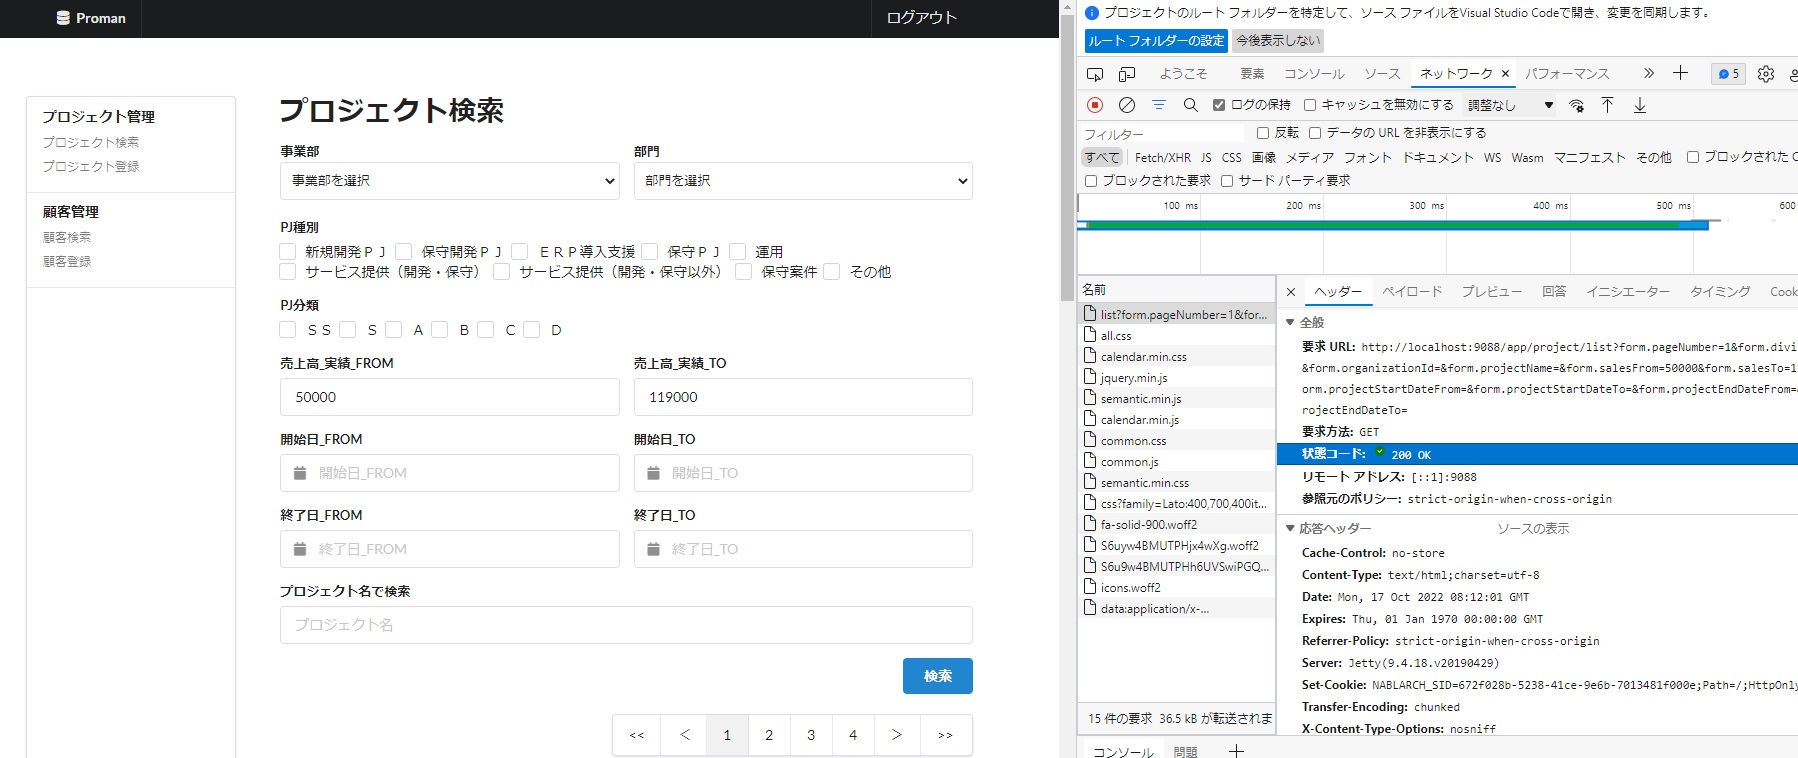 Proman
ログアウト
プロジェクト管理
プロジェクト検索
プロジェクト登録
顧客管理
顧客検索
顧客登録
プロジェクト検索
事業部
部門
事業部を選択
部門を選択
PJ種別
新規開発ＰＪ 保守開発ＰＪ ＥＲＰ導入支援 保守ＰＪ 運用
サービス提供（開発・保守） サービス提供（開発・保守以外） 保守案件 その他
PJ分類
ＳＳ Ｓ Ａ Ｂ Ｃ Ｄ
売上高_実績_FROM
売上高_実績_TO
50000
119000
開始日_FROM
開始日_TO
開始日_FROM
開始日_TO
終了日_FROM
終了日_TO
終了日_FROM
終了日_TO
プロジェクト名で検索
プロジェクト名
検索
<< < 1 2 3 4 > >>
プロジェクトのルート フォルダーを特定して、ソース ファイルをVisual Studio Codeで開き、変更を同期します。
ルート フォルダーの設定 今後表示しない
ようこそ 要素 コンソール ソース ネットワーク × パフォーマンス 5
ログの保持 キャッシュを無効にする 調整なし
フィルター 反転 データの URL を非表示にする
すべて Fetch/XHR JS CSS 画像 メディア フォント ドキュメント WS Wasm マニフェスト その他 ブロックされた C
ブロックされた要求 サード パーティ要求
100 ms 200 ms 300 ms 400 ms 500 ms 600
名前
list?form.pageNumber=1&for...
all.css
calendar.min.css
jquery.min.js
semantic.min.js
calendar.min.js
common.css
common.js
semantic.min.css
css?family=Lato:400,700,400it...
fa-solid-900.woff2
S6uyw4BMUTPHjx4wXg.woff2
S6u9w4BMUTPHh6UVSwiPGQ...
icons.woff2
data:application/x-...
15 件の要求 36.5 kB が転送されま
× ヘッダー ペイロード プレビュー 回答 イニシエーター タイミング Cook
全般
要求 URL: http://localhost:9088/app/project/list?form.pageNumber=1&form.divi
&form.organizationId=&form.projectName=&form.salesFrom=50000&form.salesTo=1
orm.projectStartDateFrom=&form.projectStartDateTo=&form.projectEndDateFrom=&
rojectEndDateTo=
要求方法: GET
状態コード: 200 OK
リモート アドレス: [::1]:9088
参照元のポリシー: strict-origin-when-cross-origin
応答ヘッダー ソースの表示
Cache-Control: no-store
Content-Type: text/html;charset=utf-8
Date: Mon, 17 Oct 2022 08:12:01 GMT
Expires: Thu, 01 Jan 1970 00:00:00 GMT
Referrer-Policy: strict-origin-when-cross-origin
Server: Jetty(9.4.18.v20190429)
Set-Cookie: NABLARCH_SID=672f028b-5238-41ce-9e6b-7013481f000e;Path=/;HttpOnly
Transfer-Encoding: chunked
X-Content-Type-Options: nosniff
コンソール 問題